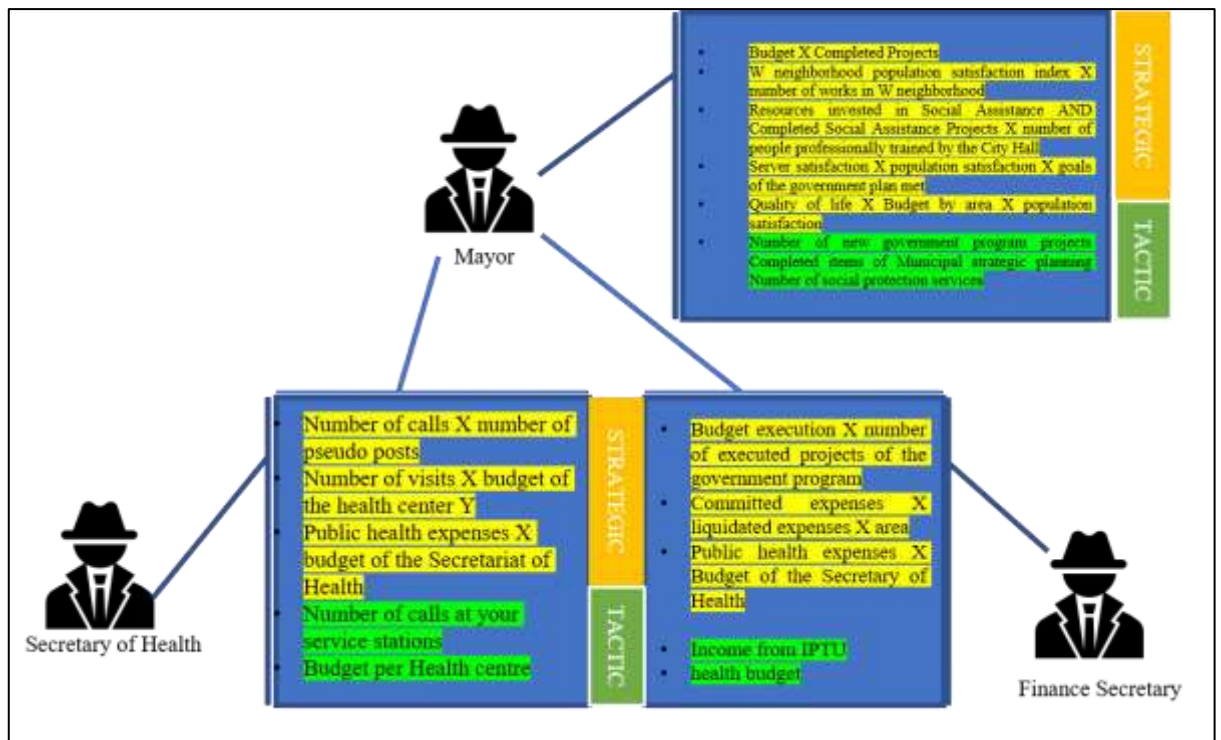 • Budget X Completed Projects
• W neighborhood population satisfaction index X
number of works in W neighborhood
• Resources invested in Social Assistance AND
Completed Social Assistance Projects X number of
people professionally trained by the City Hall
• Server satisfaction X population satisfaction X goals
of the government plan met
• Quality of life X Budget by area X population
satisfaction
• Number of new government program projects
Completed items of Municipal strategic planning
Number of social protection services
STRATEGIC
TACTIC
Mayor
• Number of calls X number of
pseudo posts
• Number of visits X budget of
the health center Y
• Public health expenses X
budget of the Secretariat of
Health
• Number of calls at your
service stations
• Budget per Health centre
STRATEGIC
TACTIC
• Budget execution X number
of executed projects of the
government program
• Committed expenses X
liquidated expenses X area
• Public health expenses X
Budget of the Secretary of
Health
• Income from IPTU
• health budget
Secretary of Health
Finance Secretary